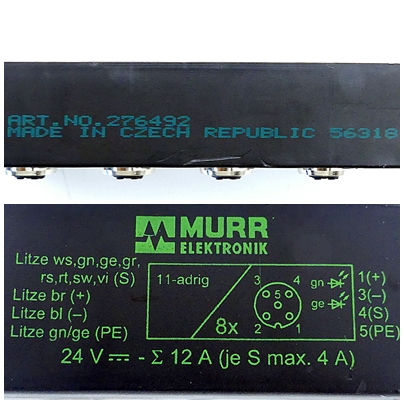 ART.NO.276492
MADE IN CZECH REPUBLIC 56318
MURR
ELEKTRONIK
Litze ws,gn,ge,gr,
rs,rt,sw,vi (S)
Litze br (+)
Litze bl (–)
Litze gn/ge (PE)
11-adrig
8x
3 4
5
2 1
gn
ge
1(+)
3(–)
4(S)
5(PE)
24 V⎓ - Σ 12 A (je S max. 4 A)